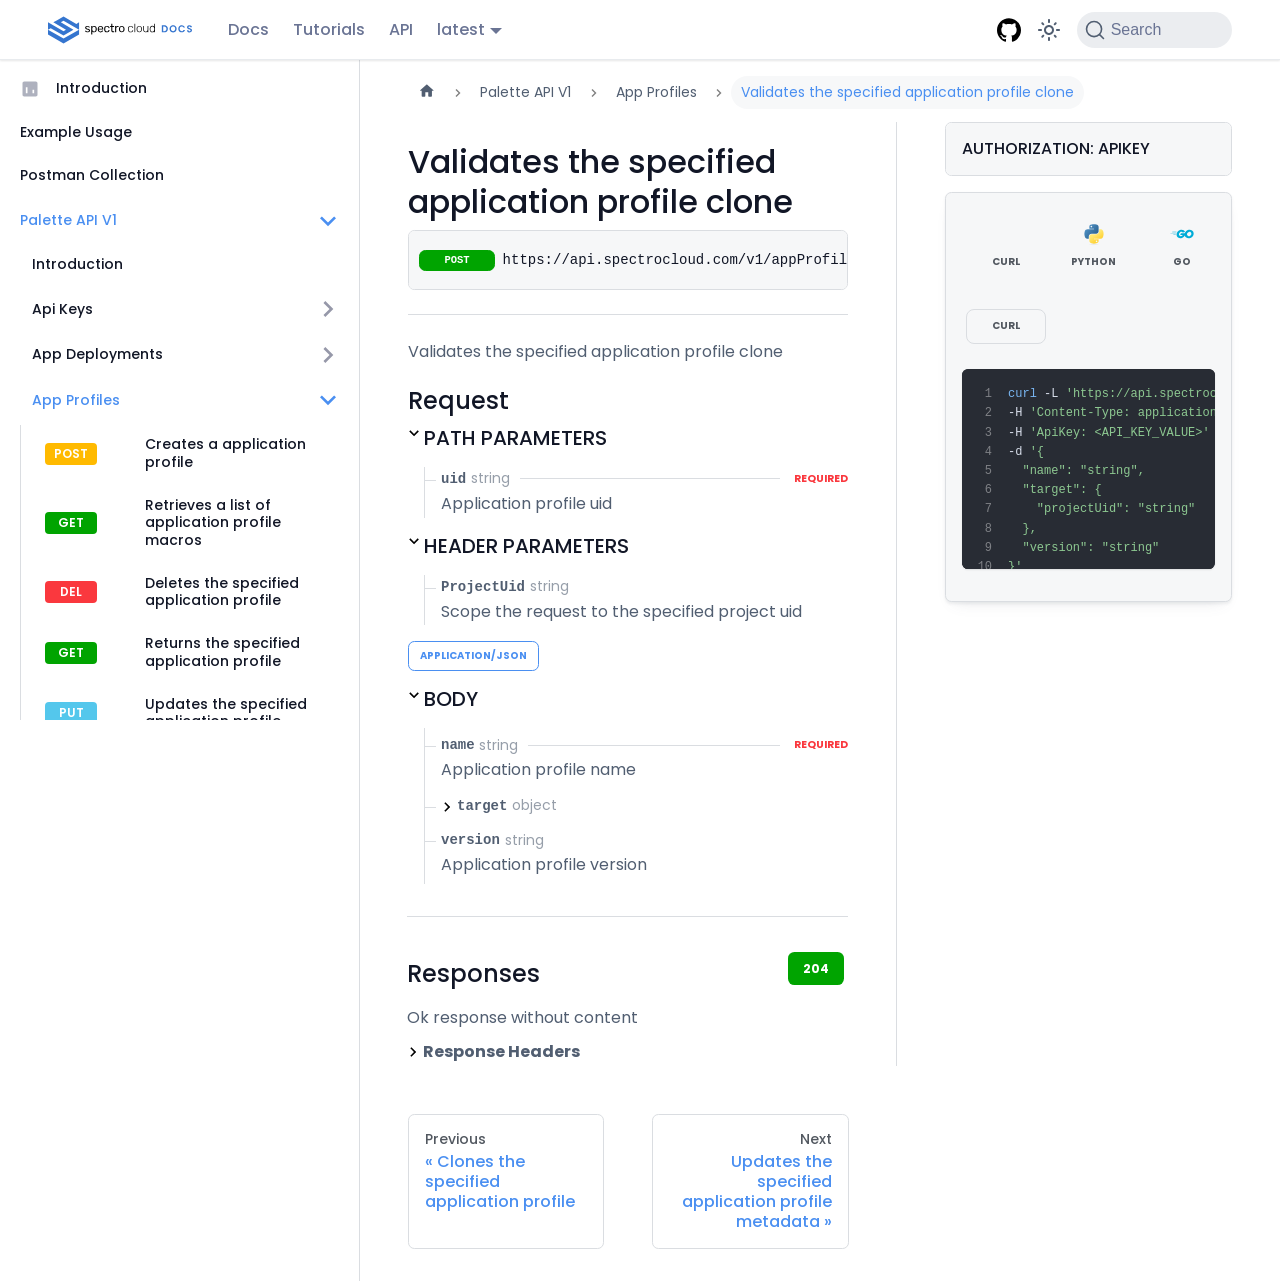 spectro cloud DOCS
Docs
Tutorials
API
latest
Search
Introduction
Example Usage
Postman Collection
Palette API V1
Introduction
Api Keys
App Deployments
App Profiles
POST
Creates a application
profile
GET
Retrieves a list of
application profile
macros
DEL
Deletes the specified
application profile
GET
Returns the specified
application profile
PUT
Updates the specified
application profile
Palette API V1
App Profiles
Validates the specified application profile clone
Validates the specified
application profile clone
POST
https://api.spectrocloud.com/v1/appProfil
Validates the specified application profile clone
Request
PATH PARAMETERS
uid string
REQUIRED
Application profile uid
HEADER PARAMETERS
ProjectUid string
Scope the request to the specified project uid
APPLICATION/JSON
BODY
name string
REQUIRED
Application profile name
target object
version string
Application profile version
Responses
204
Ok response without content
Response Headers
Previous
« Clones the
specified
application profile
Next
Updates the
specified
application profile
metadata »
AUTHORIZATION: APIKEY
CURL
PYTHON
GO
CURL
1 curl -L 'https://api.spectroc
2 -H 'Content-Type: application
3 -H 'ApiKey: <API_KEY_VALUE>'
4 -d '{
5 "name": "string",
6 "target": {
7 "projectUid": "string"
8 },
9 "version": "string"
10 }'